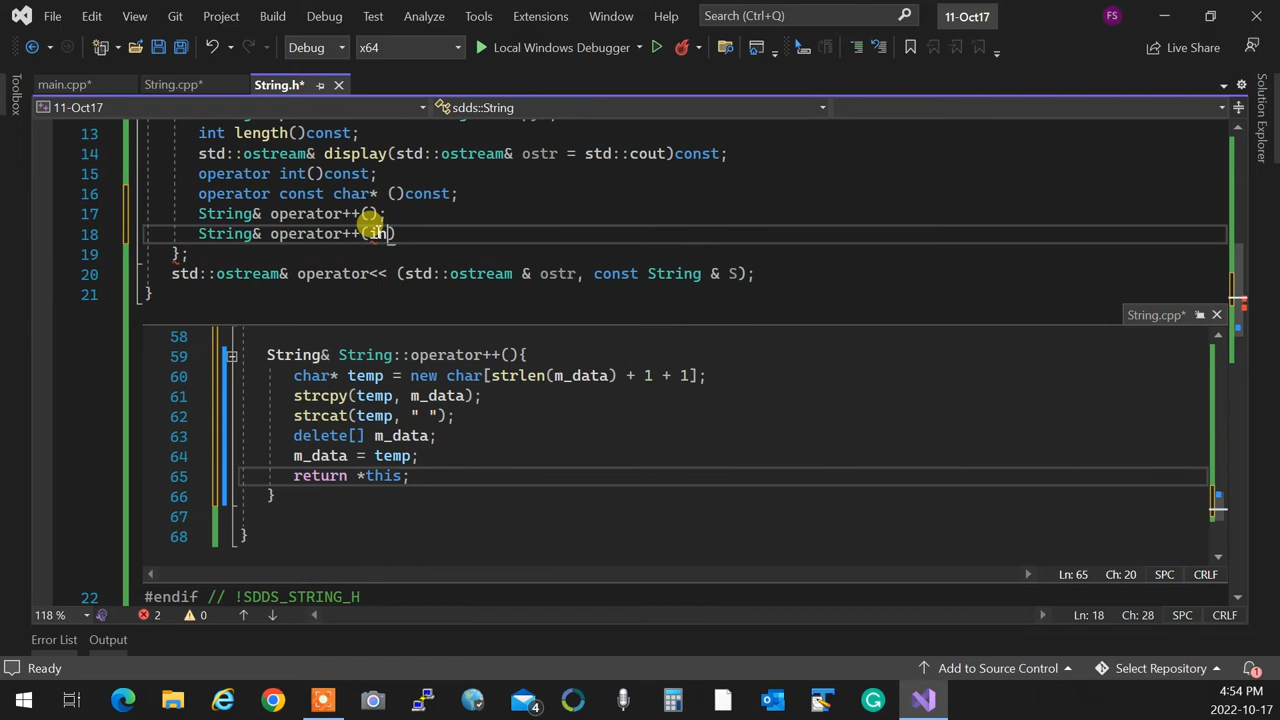 File Edit View Git Project Build Debug Test Analyze Tools Extensions Window Help Search (Ctrl+Q) 11-Oct17 FS
Debug x64 Local Windows Debugger Live Share
main.cpp* String.cpp* String.h*
11-Oct17 sdds::String
Toolbox
Solution Explorer
13 int length()const;
14 std::ostream& display(std::ostream& ostr = std::cout)const;
15 operator int()const;
16 operator const char* ()const;
17 String& operator++();
18 String& operator++(in)
19 };
20 std::ostream& operator<< (std::ostream & ostr, const String & S);
21 }
String.cpp*
58
59 String& String::operator++(){
60 char* temp = new char[strlen(m_data) + 1 + 1];
61 strcpy(temp, m_data);
62 strcat(temp, " ");
63 delete[] m_data;
64 m_data = temp;
65 return *this;
66 }
67
68 }
Ln: 65 Ch: 20 SPC CRLF
22 #endif // !SDDS_STRING_H
118 % 2 0 Ln: 18 Ch: 28 SPC CRLF
Error List Output
Ready Add to Source Control Select Repository 1
4 4:54 PM
2022-10-17